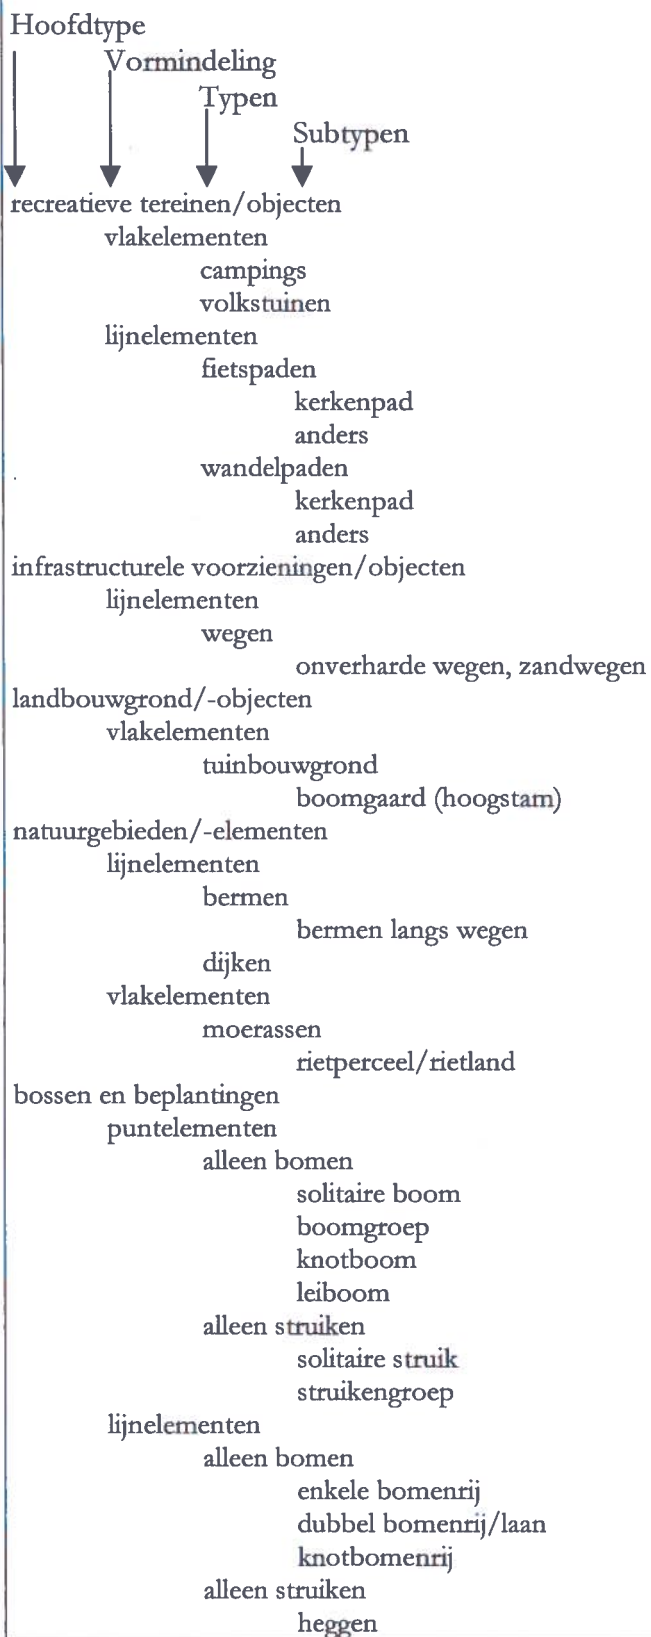 Hoofdtype
Vormindeling
Typen
Subtypen
recreatieve tereinen/objecten
vlakelementen
campings
volkstuinen
lijnelementen
fietspaden
kerkenpad
anders
wandelpaden
kerkenpad
anders
infrastructurele voorzieningen/objecten
lijnelementen
wegen
onverharde wegen, zandwegen
landbouwgrond/-objecten
vlakelementen
tuinbouwgrond
boomgaard (hoogstam)
natuurgebieden/-elementen
lijnelementen
bermen
bermen langs wegen
dijken
vlakelementen
moerassen
rietperceel/rietland
bossen en beplantingen
puntelementen
alleen bomen
solitaire boom
boomgroep
knotboom
leiboom
alleen struiken
solitaire struik
struikengroep
lijnelementen
alleen bomen
enkele bomenrij
dubbel bomenrij/laan
knotbomenrij
alleen struiken
heggen